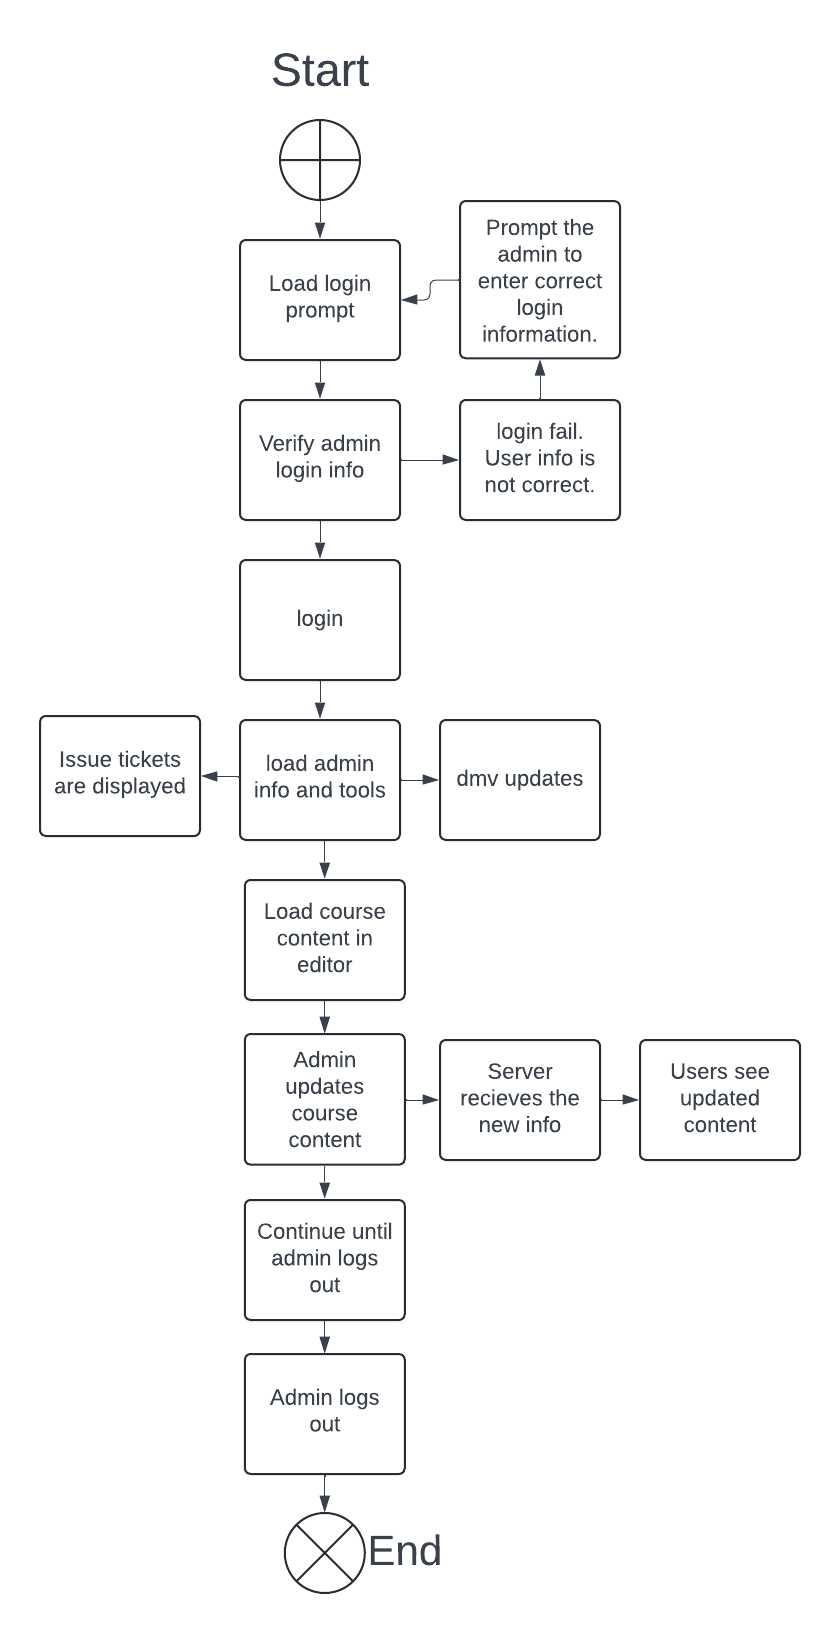 Start
Load login
prompt
Prompt the
admin to
enter correct
login
information.
Verify admin
login info
login fail.
User info is
not correct.
login
Issue tickets
are displayed
load admin
info and tools
dmv updates
Load course
content in
editor
Admin
updates
course
content
Server
recieves the
new info
Users see
updated
content
Continue until
admin logs
out
Admin logs
out
End